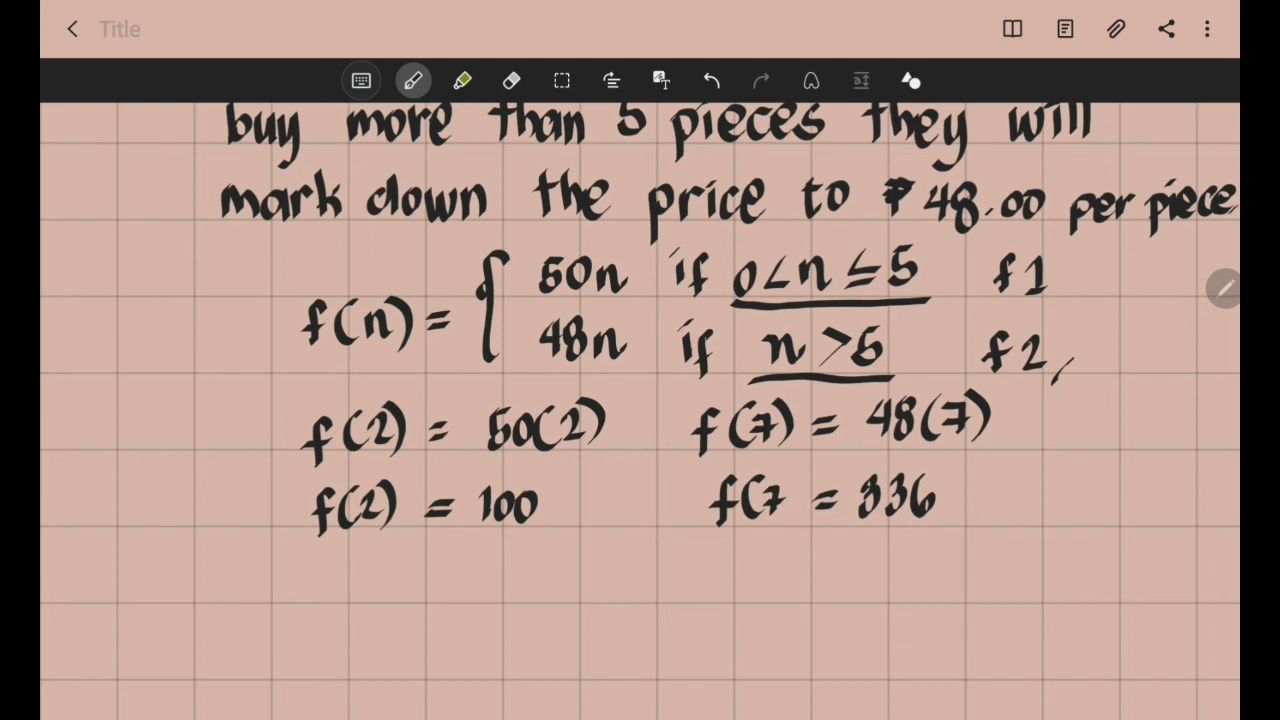 Title
buy more than 5 pieces they will
mark down the price to ₱48.00 per piece.
f(n) = { 50n if 0<n≤5 f1
48n if n>5 f2,
f(2) = 50(2) f(7) = 48(7)
f(2) = 100 f(7 = 336